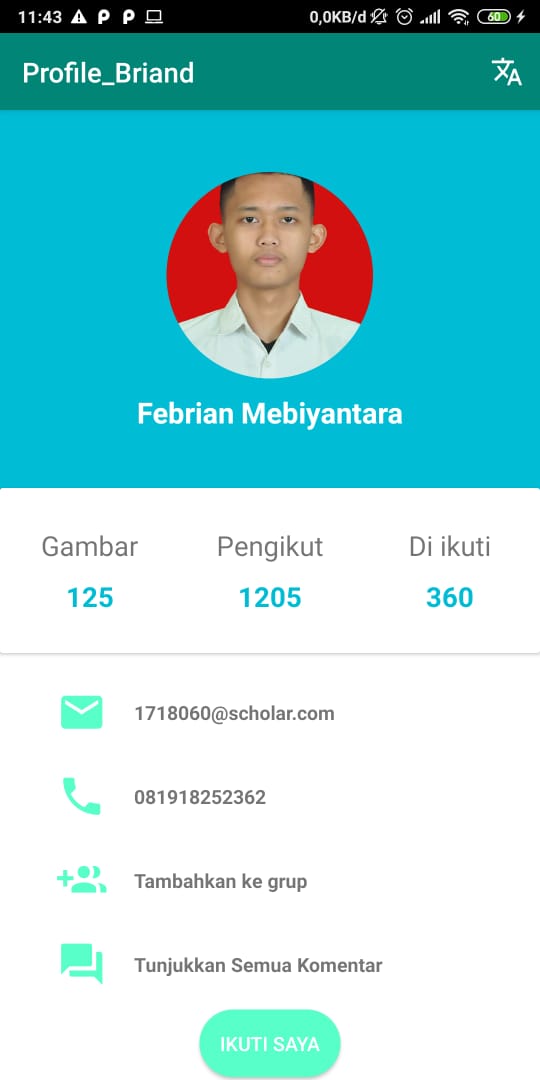 11:43
0,0KB/d
60
Profile_Briand
Febrian Mebiyantara
Gambar Pengikut Di ikuti
125 1205 360
1718060@scholar.com
081918252362
Tambahkan ke grup
Tunjukkan Semua Komentar
IKUTI SAYA